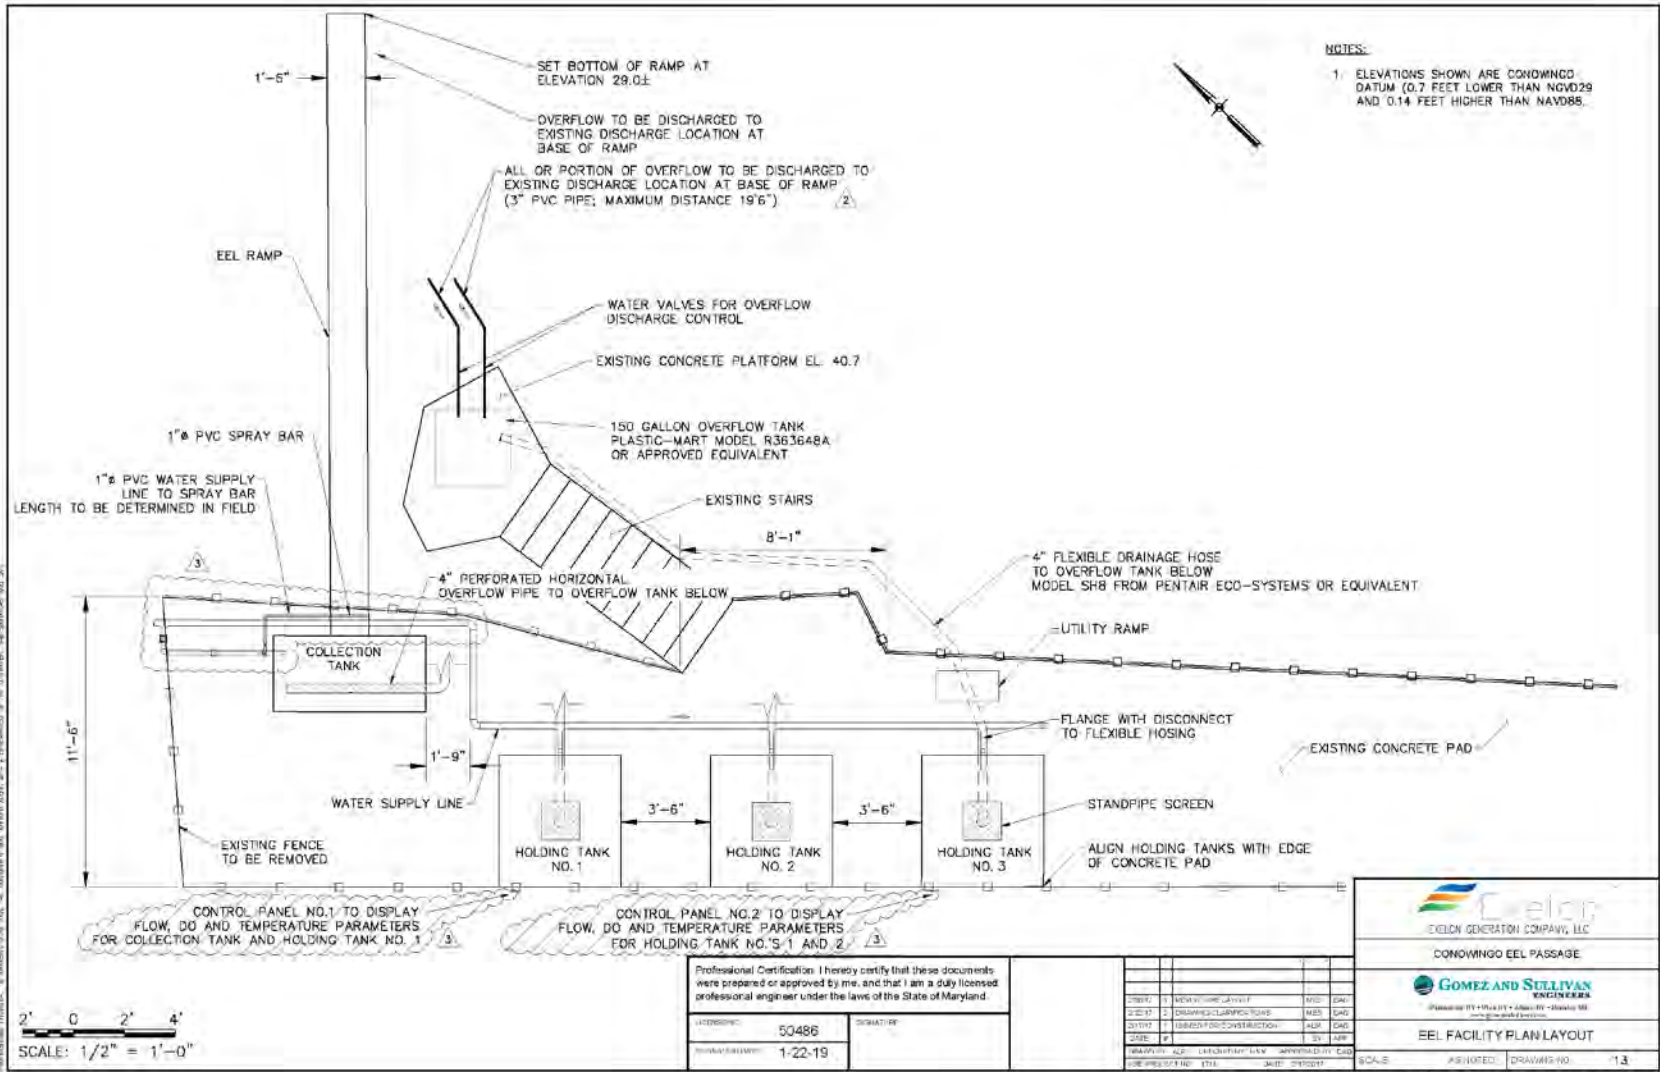 NOTES:
1. ELEVATIONS SHOWN ARE CONOWINGO
DATUM (0.7 FEET LOWER THAN NGVD29
AND 0.14 FEET HIGHER THAN NAVD88.
1'-6"
SET BOTTOM OF RAMP AT
ELEVATION 29.0±
OVERFLOW TO BE DISCHARGED TO
EXISTING DISCHARGE LOCATION AT
BASE OF RAMP
ALL OR PORTION OF OVERFLOW TO BE DISCHARGED TO
EXISTING DISCHARGE LOCATION AT BASE OF RAMP
(3" PVC PIPE; MAXIMUM DISTANCE 19'6")
2
EEL RAMP
WATER VALVES FOR OVERFLOW
DISCHARGE CONTROL
EXISTING CONCRETE PLATFORM EL. 40.7
150 GALLON OVERFLOW TANK
PLASTIC-MART MODEL R363648A
OR APPROVED EQUIVALENT
1"ø PVC SPRAY BAR
1"ø PVC WATER SUPPLY
LINE TO SPRAY BAR
LENGTH TO BE DETERMINED IN FIELD
EXISTING STAIRS
8'-1"
3
4" PERFORATED HORIZONTAL
OVERFLOW PIPE TO OVERFLOW TANK BELOW
4" FLEXIBLE DRAINAGE HOSE
TO OVERFLOW TANK BELOW
MODEL SH8 FROM PENTAIR ECO-SYSTEMS OR EQUIVALENT
UTILITY RAMP
COLLECTION
TANK
11'-6"
1'-9"
FLANGE WITH DISCONNECT
TO FLEXIBLE HOSING
EXISTING CONCRETE PAD
WATER SUPPLY LINE
3'-6"
3'-6"
STANDPIPE SCREEN
EXISTING FENCE
TO BE REMOVED
HOLDING TANK
NO. 1
HOLDING TANK
NO. 2
HOLDING TANK
NO. 3
ALIGN HOLDING TANKS WITH EDGE
OF CONCRETE PAD
CONTROL PANEL NO.1 TO DISPLAY
FLOW, DO AND TEMPERATURE PARAMETERS
FOR COLLECTION TANK AND HOLDING TANK NO. 1
3
CONTROL PANEL NO.2 TO DISPLAY
FLOW, DO AND TEMPERATURE PARAMETERS
FOR HOLDING TANK NO.'S 1 AND 2
3
2' 0 2' 4'
SCALE: 1/2" = 1'-0"
Professional Certification. I hereby certify that these documents
were prepared or approved by me, and that I am a duly licensed
professional engineer under the laws of the State of Maryland.
50486
SIGNATURE
1-22-19
Exelon
EXELON GENERATION COMPANY, LLC
CONOWINGO EEL PASSAGE
GOMEZ AND SULLIVAN
ENGINEERS
EEL FACILITY PLAN LAYOUT
SCALE: AS NOTED DRAWING NO. 13